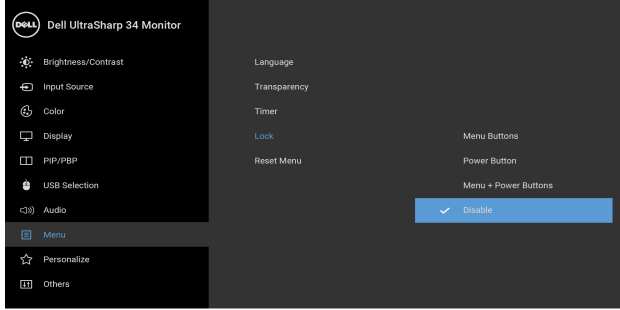 DELL Dell UltraSharp 34 Monitor
Brightness/Contrast
Input Source
Color
Display
PIP/PBP
USB Selection
Audio
Menu
Personalize
Others
Language
Transparency
Timer
Lock
Reset Menu
Menu Buttons
Power Button
Menu + Power Buttons
Disable